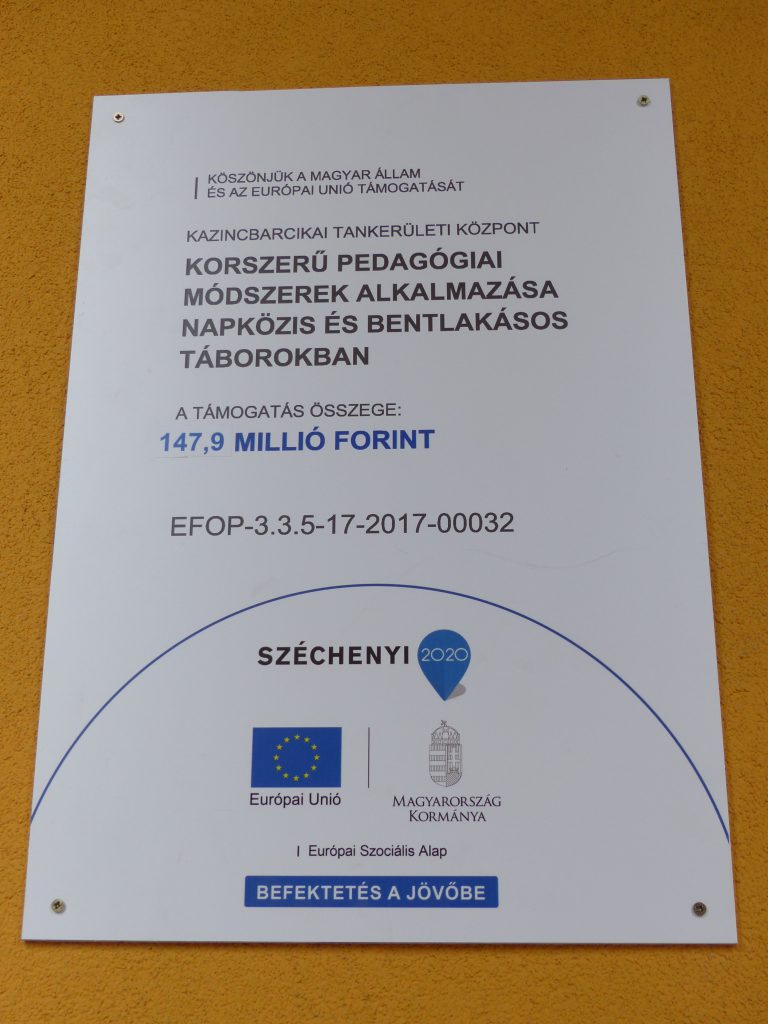 KÖSZÖNJÜK A MAGYAR ÁLLAM
ÉS AZ EURÓPAI UNIÓ TÁMOGATÁSÁT
KAZINCBARCIKAI TANKERÜLETI KÖZPONT
KORSZERŰ PEDAGÓGIAI
MÓDSZEREK ALKALMAZÁSA
NAPKÖZIS ÉS BENTLAKÁSOS
TÁBOROKBAN
A TÁMOGATÁS ÖSSZEGE:
147,9 MILLIÓ FORINT
EFOP-3.3.5-17-2017-00032
SZÉCHENYI 2020
Európai Unió
MAGYARORSZÁG
KORMÁNYA
I Európai Szociális Alap
BEFEKTETÉS A JÖVŐBE